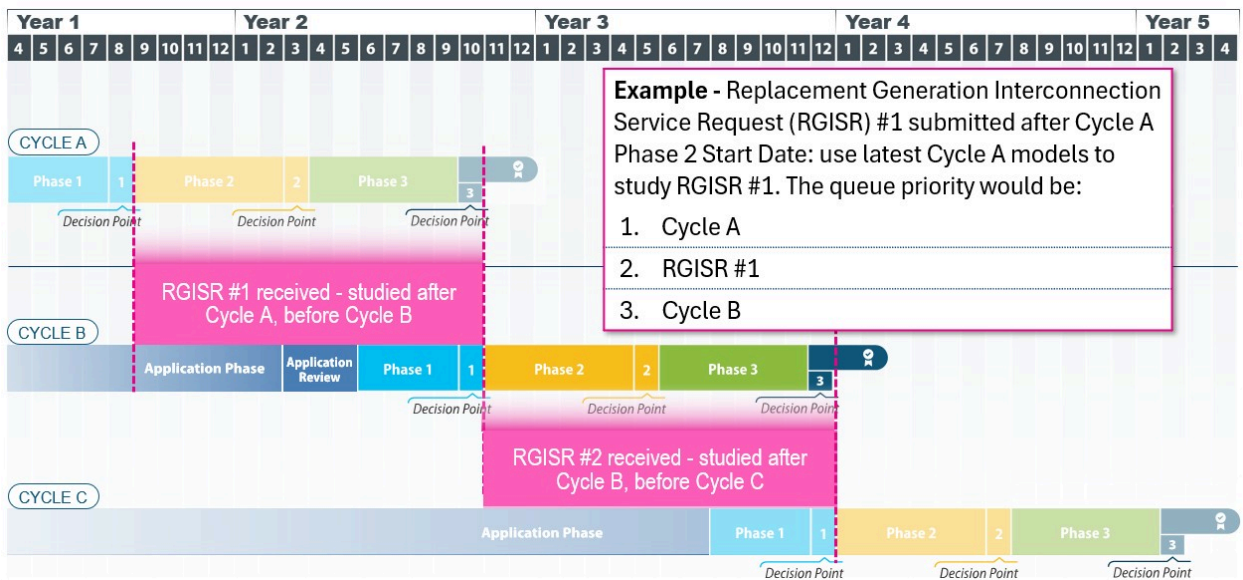 Year 1 Year 2 Year 3 Year 4 Year 5
4 5 6 7 8 9 10 11 12 1 2 3 4 5 6 7 8 9 10 11 12 1 2 3 4 5 6 7 8 9 10 11 12 1 2 3 4 5 6 7 8 9 10 11 12 1 2 3 4
Example - Replacement Generation Interconnection
Service Request (RGISR) #1 submitted after Cycle A
Phase 2 Start Date: use latest Cycle A models to
study RGISR #1. The queue priority would be:
1. Cycle A
2. RGISR #1
3. Cycle B
CYCLE A
Phase 1 1 Phase 2 2 Phase 3 3
Decision Point Decision Point Decision Point
RGISR #1 received - studied after
Cycle A, before Cycle B
CYCLE B
Application Phase Application Review Phase 1 1 Phase 2 2 Phase 3 3
Decision Point Decision Point Decision Point
RGISR #2 received - studied after
Cycle B, before Cycle C
CYCLE C
Application Phase Phase 1 1 Phase 2 2 Phase 3 3
Decision Point Decision Point Decision Point